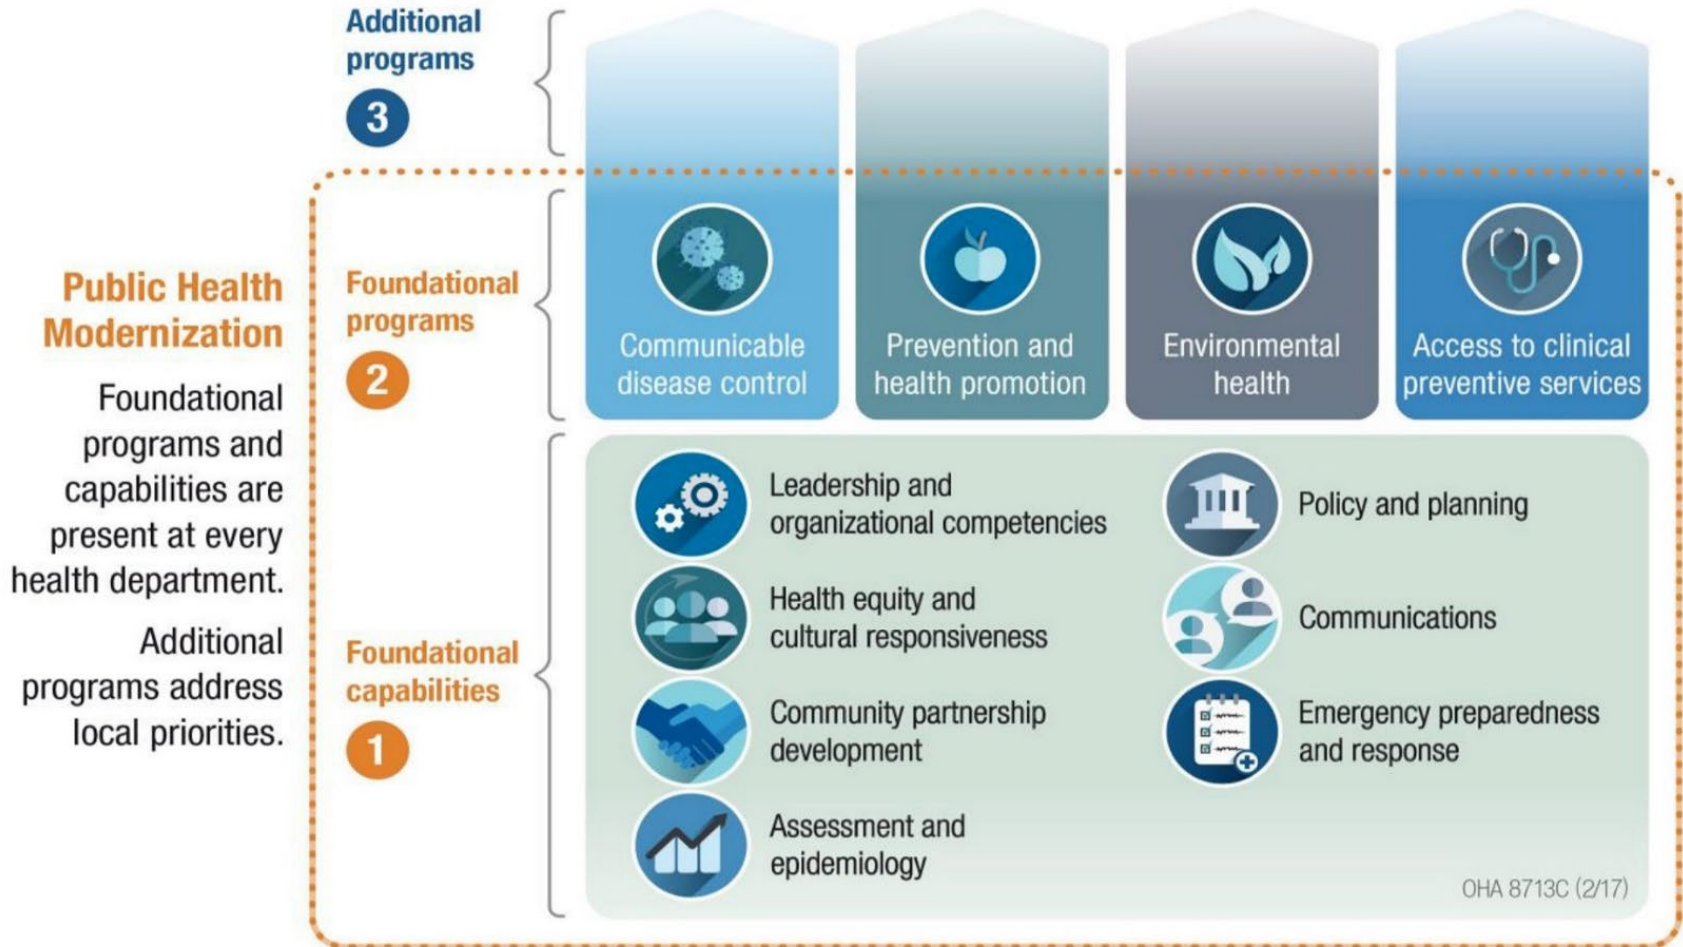 Additional
programs
3
Public Health
Modernization
Foundational
programs and
capabilities are
present at every
health department.
Additional
programs address
local priorities.
Foundational
programs
2
Communicable
disease control
Prevention and
health promotion
Environmental
health
Access to clinical
preventive services
Foundational
capabilities
1
Leadership and
organizational competencies
Health equity and
cultural responsiveness
Community partnership
development
Assessment and
epidemiology
Policy and planning
Communications
Emergency preparedness
and response
OHA 8713C (2/17)